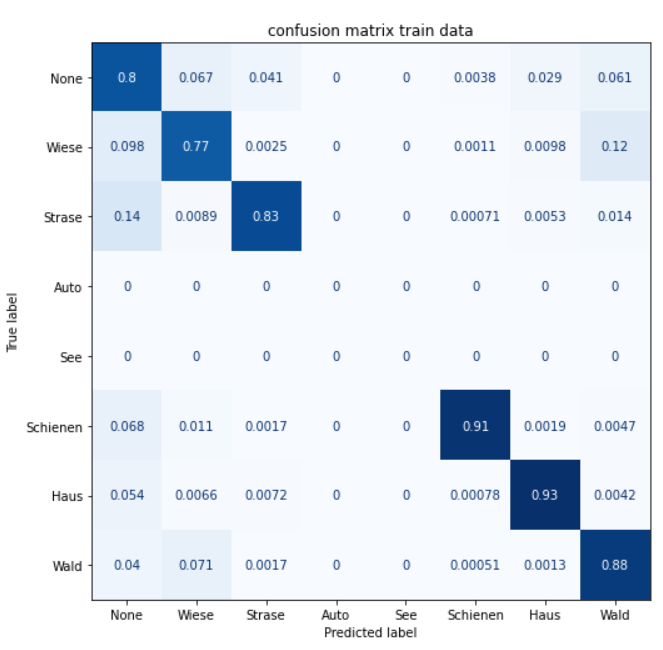 confusion matrix train data
None 0.8 0.067 0.041 0 0 0.0038 0.029 0.061
Wiese 0.098 0.77 0.0025 0 0 0.0011 0.0098 0.12
Strase 0.14 0.0089 0.83 0 0 0.00071 0.0053 0.014
Auto 0 0 0 0 0 0 0 0
True label
See 0 0 0 0 0 0 0 0
Schienen 0.068 0.011 0.0017 0 0 0.91 0.0019 0.0047
Haus 0.054 0.0066 0.0072 0 0 0.00078 0.93 0.0042
Wald 0.04 0.071 0.0017 0 0 0.00051 0.0013 0.88
None Wiese Strase Auto See Schienen Haus Wald
Predicted label